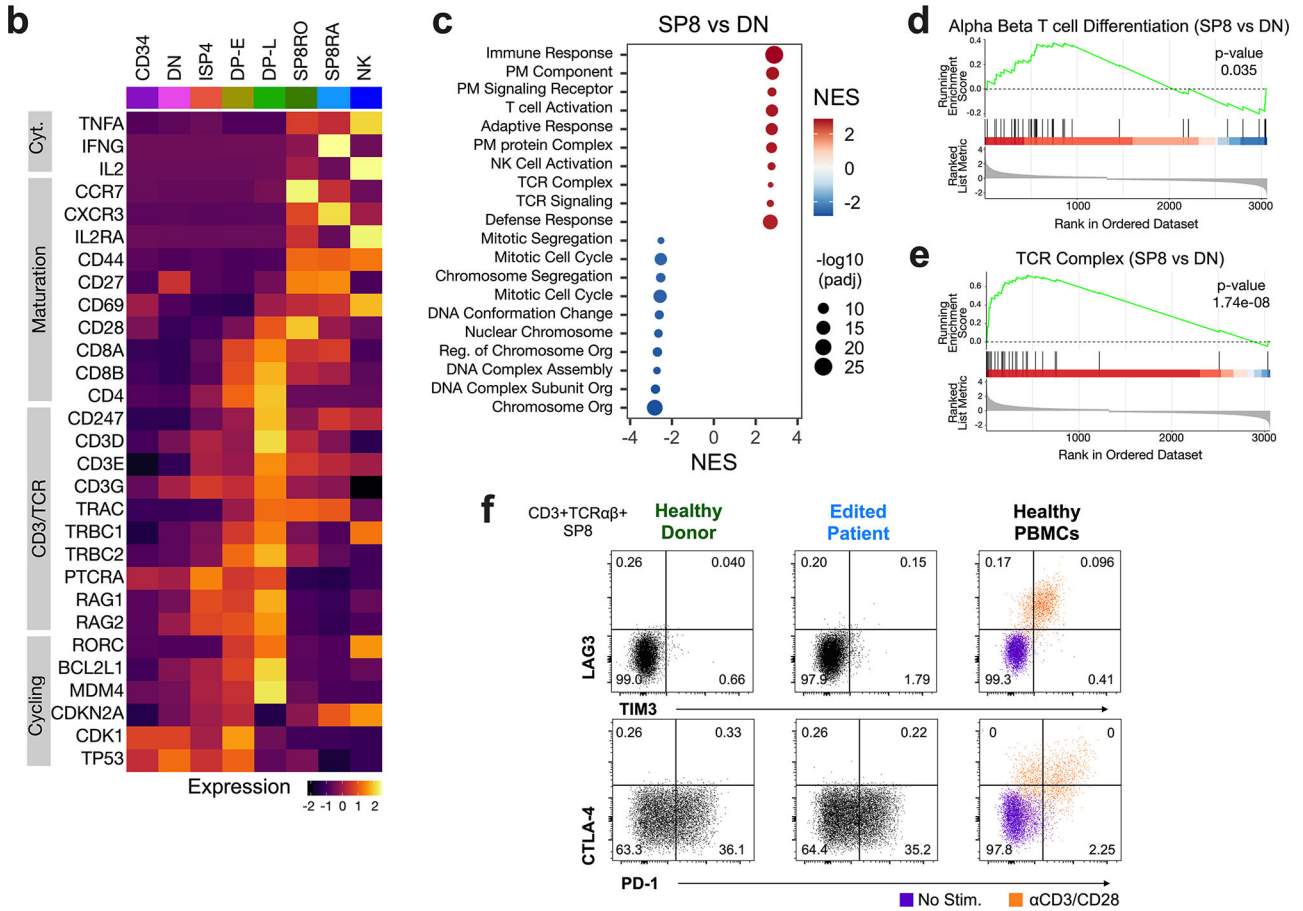 b
CD34
DN
ISP4
DP-E
DP-L
SP8RO
SP8RA
NK
Cyt.
TNFA
IFNG
IL2
Maturation
CCR7
CXCR3
IL2RA
CD44
CD27
CD69
CD28
CD8A
CD8B
CD4
CD3/TCR
CD247
CD3D
CD3E
CD3G
TRAC
TRBC1
TRBC2
PTCRA
RAG1
RAG2
Cycling
RORC
BCL2L1
MDM4
CDKN2A
CDK1
TP53
Expression
-2 -1 0 1 2
c
SP8 vs DN
Immune Response
PM Component
PM Signaling Receptor
T cell Activation
Adaptive Response
PM protein Complex
NK Cell Activation
TCR Complex
TCR Signaling
Defense Response
Mitotic Segregation
Mitotic Cell Cycle
Chromosome Segregation
Mitotic Cell Cycle
DNA Conformation Change
Nuclear Chromosome
Reg. of Chromosome Org
DNA Complex Assembly
DNA Complex Subunit Org
Chromosome Org
-4 -2 0 2 4
NES
NES
2
0
-2
-log10
(padj)
10
15
20
25
d
Alpha Beta T cell Differentiation (SP8 vs DN)
p-value
0.035
Running
Enrichment
Score
0.4
0.2
0.0
-0.2
Ranked
List Metric
4
2
0
-2
1000 2000 3000
Rank in Ordered Dataset
e
TCR Complex (SP8 vs DN)
p-value
1.74e-08
Running
Enrichment
Score
0.6
0.4
0.2
0.0
Ranked
List Metric
4
2
0
-2
1000 2000 3000
Rank in Ordered Dataset
f
CD3+TCRαβ+
SP8
Healthy
Donor
Edited
Patient
Healthy
PBMCs
LAG3
0.26 0.040
99.0 0.66
0.20 0.15
97.9 1.79
0.17 0.096
99.3 0.41
TIM3
CTLA-4
0.26 0.33
63.3 36.1
0.26 0.22
64.4 35.2
0 0
97.8 2.25
PD-1
No Stim.
αCD3/CD28